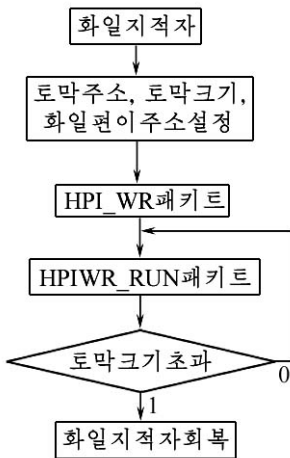 화일지적자
토막주소, 토막크기,
화일편이주소설정
HPI_WR패키트
HPIWR_RUN패키트
토막크기초과
0
1
화일지적자회복